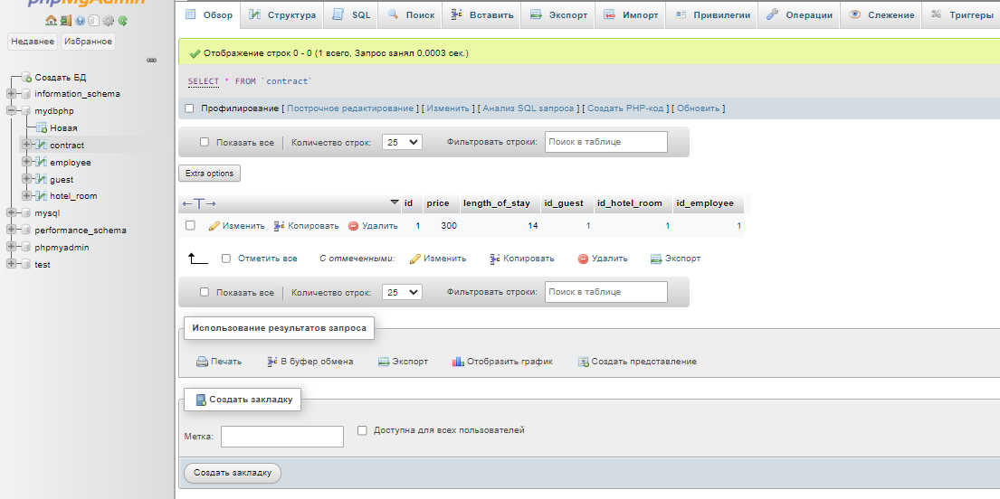 phpMyAdmin
Недавнее Избранное
Создать БД
information_schema
mydbphp
Новая
contract
employee
guest
hotel_room
mysql
performance_schema
phpmyadmin
test
Обзор Структура SQL Поиск Вставить Экспорт Импорт Привилегии Операции Слежение Триггеры
Отображение строк 0 - 0 (1 всего, Запрос занял 0,0003 сек.)
SELECT * FROM `contract`
Профилирование [ Построчное редактирование ] [ Изменить ] [ Анализ SQL запроса ] [ Создать PHP-код ] [ Обновить ]
Показать все Количество строк: 25 Фильтровать строки: Поиск в таблице
Extra options
←T→ id price length_of_stay id_guest id_hotel_room id_employee
Изменить Копировать Удалить 1 300 14 1 1 1
Отметить все С отмеченными: Изменить Копировать Удалить Экспорт
Показать все Количество строк: 25 Фильтровать строки: Поиск в таблице
Использование результатов запроса
Печать В буфер обмена Экспорт Отобразить график Создать представление
Создать закладку
Метка: Доступна для всех пользователей
Создать закладку